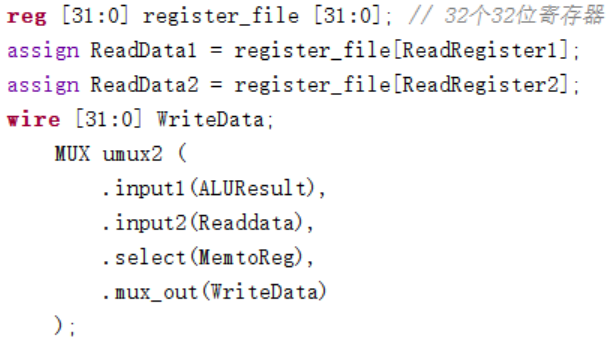 reg [31:0] register_file [31:0]; // 32个32位寄存器
assign ReadData1 = register_file[ReadRegister1];
assign ReadData2 = register_file[ReadRegister2];
wire [31:0] WriteData;
MUX umux2 (
.input1(ALUResult),
.input2(Readdata),
.select(MemtoReg),
.mux_out(WriteData)
);